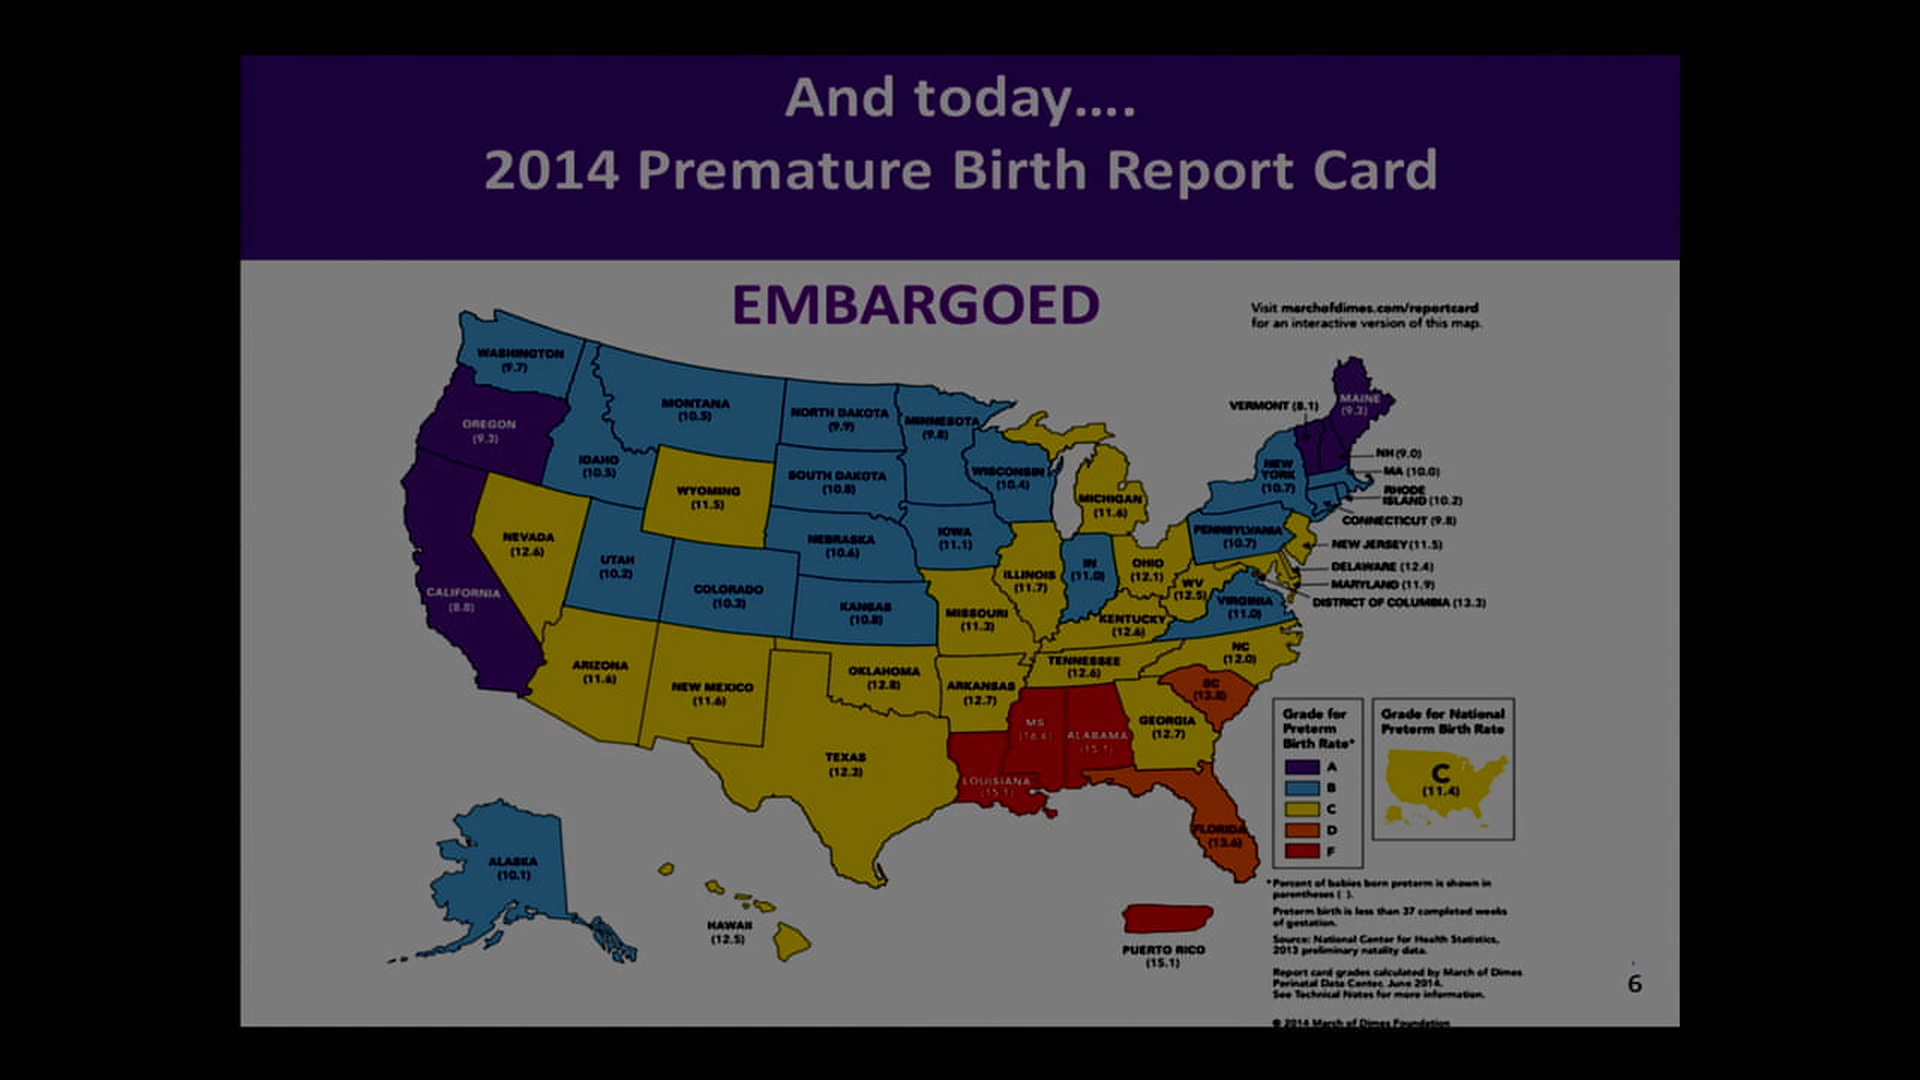 And today....
2014 Premature Birth Report Card
EMBARGOED
Visit marchofdimes.com/reportcard
for an interactive version of this map.
WASHINGTON
(9.7)
OREGON
(9.3)
CALIFORNIA
(8.8)
NEVADA
(12.6)
IDAHO
(10.5)
MONTANA
(10.5)
WYOMING
(11.5)
UTAH
(10.2)
COLORADO
(10.3)
ARIZONA
(11.6)
NEW MEXICO
(11.6)
NORTH DAKOTA
(9.9)
SOUTH DAKOTA
(10.8)
NEBRASKA
(10.6)
KANSAS
(10.8)
OKLAHOMA
(12.8)
TEXAS
(12.3)
MINNESOTA
(9.8)
IOWA
(11.1)
MISSOURI
(11.3)
ARKANSAS
(12.7)
LOUISIANA
(15.1)
WISCONSIN
(10.4)
ILLINOIS
(11.7)
MICHIGAN
(11.6)
IN
(11.0)
OHIO
(12.1)
KENTUCKY
(12.6)
TENNESSEE
(12.6)
MS
ALABAMA
(15.1)
GEORGIA
(12.7)
FLORIDA
(13.6)
SC
(13.8)
NC
(12.0)
VIRGINIA
(11.0)
WV
(12.5)
PENNSYLVANIA
(10.7)
NEW
YORK
(10.7)
VERMONT (8.1)
MAINE
(9.3)
NH (9.0)
MA (10.0)
RHODE
ISLAND (10.2)
CONNECTICUT (9.8)
NEW JERSEY (11.5)
DELAWARE (12.4)
MARYLAND (11.9)
DISTRICT OF COLUMBIA (13.3)
ALASKA
(10.1)
HAWAII
(12.5)
PUERTO RICO
(15.1)
Grade for
Preterm
Birth Rate*
A
B
C
D
F
Grade for National
Preterm Birth Rate
C
(11.4)
*Percent of babies born preterm is shown in
parentheses ( ).
Preterm birth is less than 37 completed weeks
of gestation.
Source: National Center for Health Statistics,
2013 preliminary natality data.
Report card grades calculated by March of Dimes
Perinatal Data Center, June 2014.
See Technical Notes for more information.
© 2014 March of Dimes Foundation
6